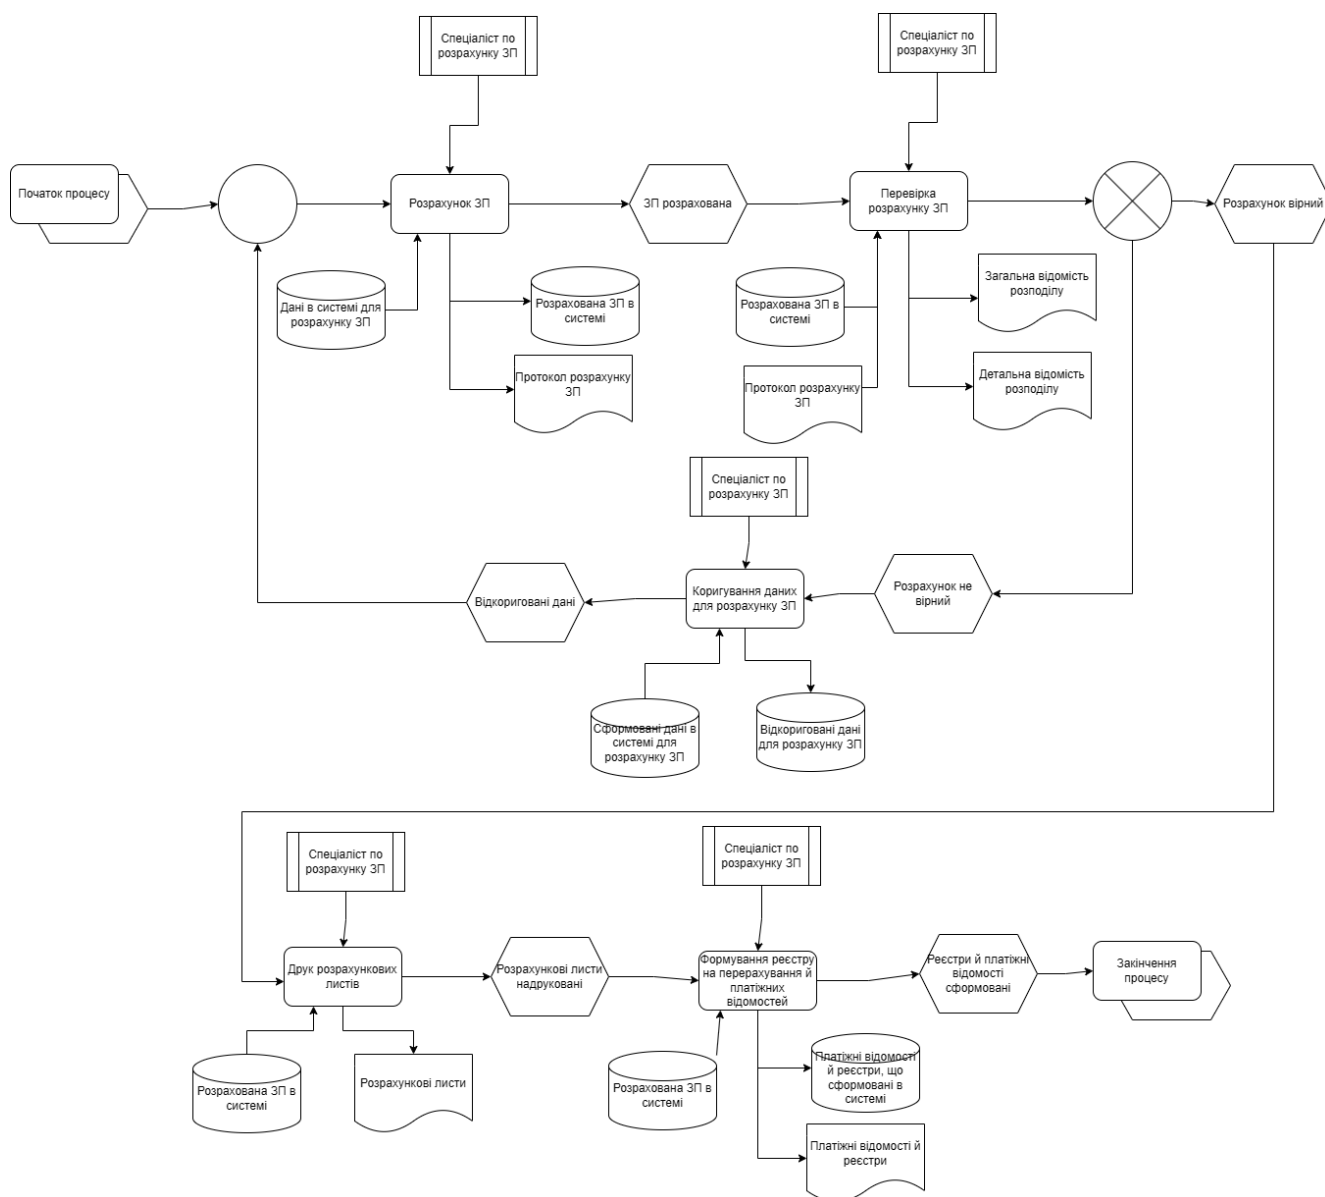 Спеціаліст по
розрахунку ЗП
Спеціаліст по
розрахунку ЗП
Початок процесу
Розрахунок ЗП
ЗП розрахована
Перевірка
розрахунку ЗП
Розрахунок вірний
Дані в системі для
розрахунку ЗП
Розрахована ЗП в
системі
Розрахована ЗП в
системі
Загальна відомість
розподілу
Протокол розрахунку
ЗП
Протокол розрахунку
ЗП
Детальна відомість
розподілу
Спеціаліст по
розрахунку ЗП
Відкориговані дані
Коригування даних
для розрахунку ЗП
Розрахунок не
вірний
Сформовані дані в
системі для
розрахунку ЗП
Відкориговані дані
для розрахунку ЗП
Спеціаліст по
розрахунку ЗП
Спеціаліст по
розрахунку ЗП
Друк розрахункових
листів
Розрахункові листи
надруковані
Формування реєстру
на перерахування й
платіжних
відомостей
Реєстри й платіжні
відомості
сформовані
Закінчення
процесу
Розрахована ЗП в
системі
Розрахункові листи
Розрахована ЗП в
системі
Платіжні відомості
й реєстри, що
сформовані в
системі
Платіжні відомості й
реєстри